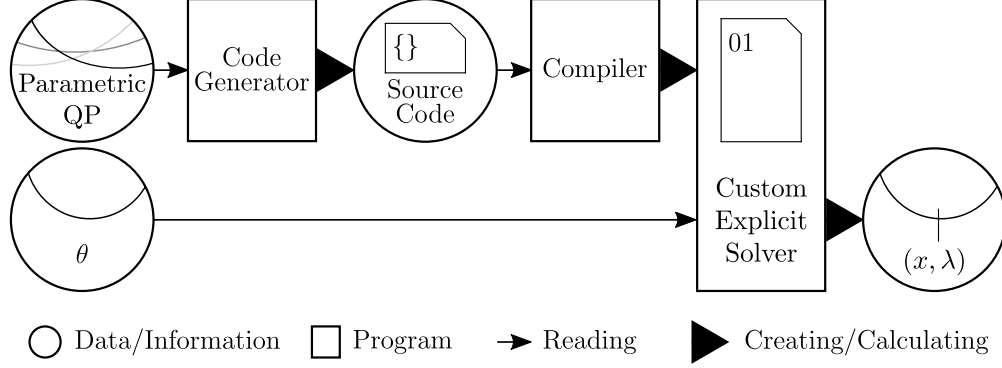 Parametric
QP
Code
Generator
{}
Source
Code
Compiler
01
Custom
Explicit
Solver
θ
(x, λ)
Data/Information
Program
Reading
Creating/Calculating